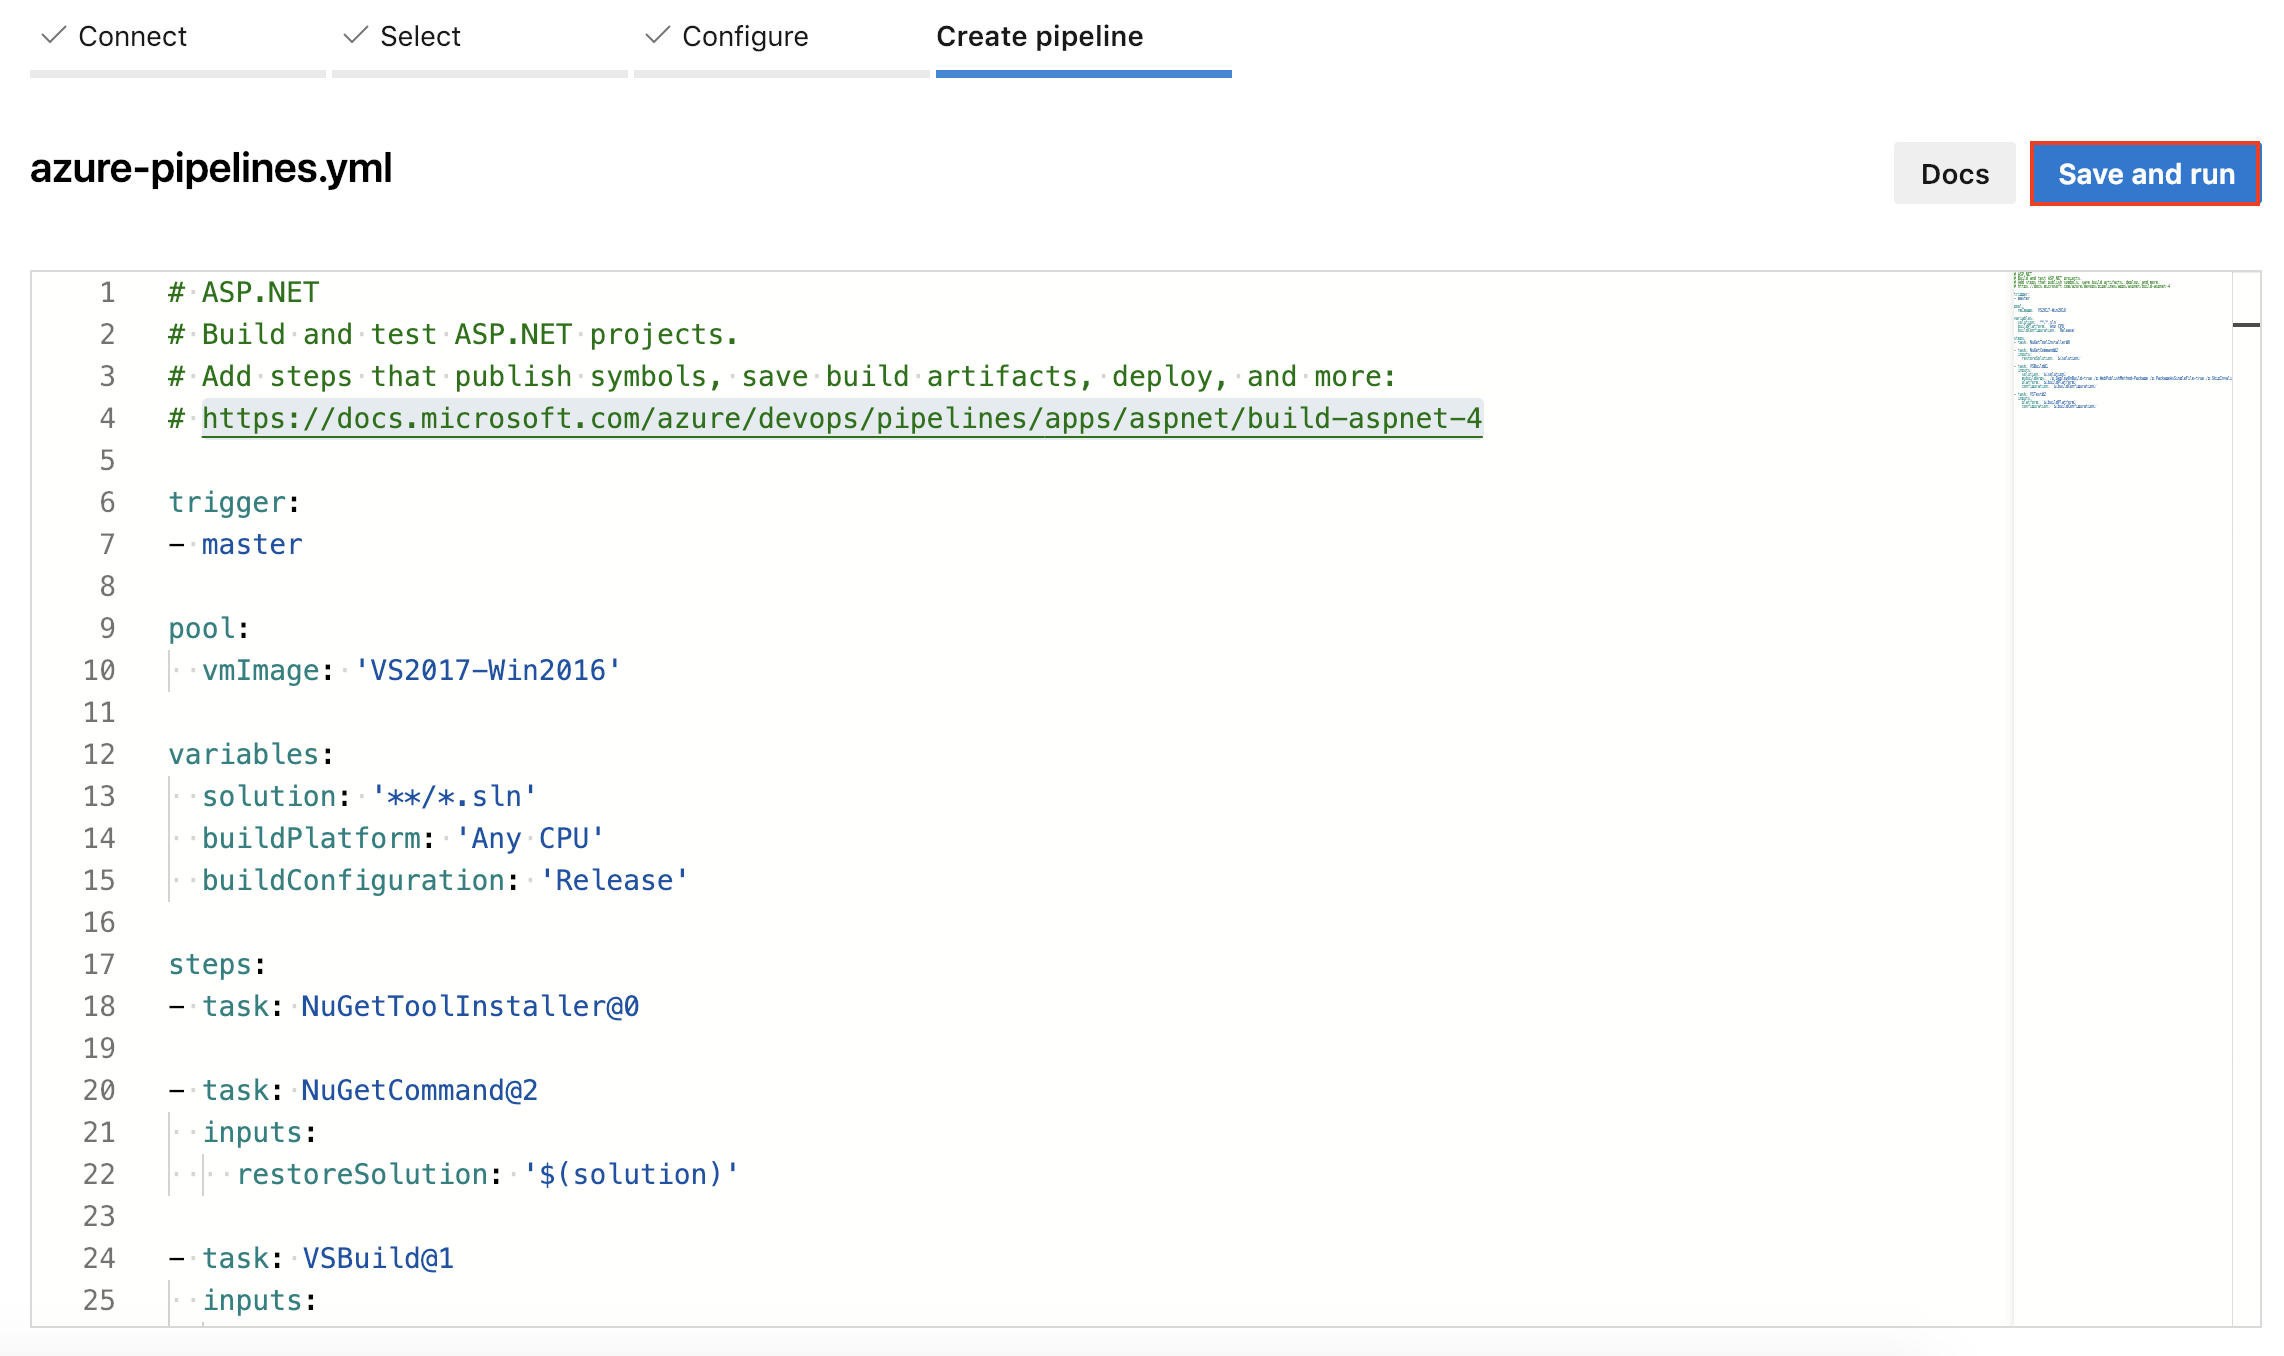 Connect Select Configure Create pipeline
azure-pipelines.yml
Docs Save and run
1 # ASP.NET
2 # Build and test ASP.NET projects.
3 # Add steps that publish symbols, save build artifacts, deploy, and more:
4 # https://docs.microsoft.com/azure/devops/pipelines/apps/aspnet/build-aspnet-4
5
6 trigger:
7 - master
8
9 pool:
10   vmImage: 'VS2017-Win2016'
11
12 variables:
13   solution: '**/*.sln'
14   buildPlatform: 'Any CPU'
15   buildConfiguration: 'Release'
16
17 steps:
18 - task: NuGetToolInstaller@0
19
20 - task: NuGetCommand@2
21   inputs:
22     restoreSolution: '$(solution)'
23
24 - task: VSBuild@1
25   inputs: